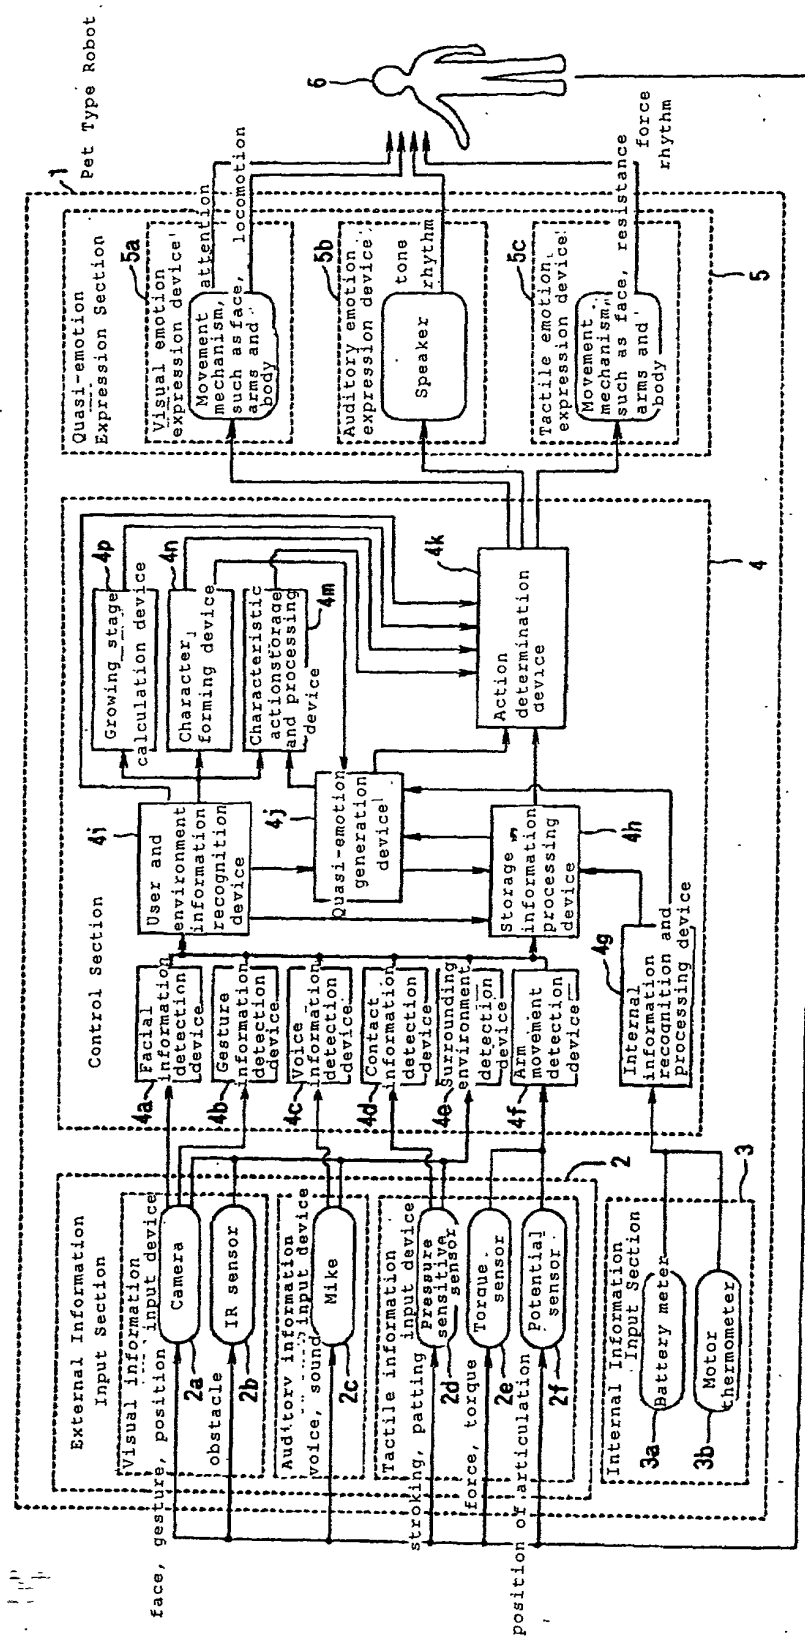 Pet Type Robot
1
External Information
Input Section
Visual information
input device
face, gesture, position
Camera
2a
obstacle
IR sensor
2b
Auditory information
input device
voice, sound
Mike
2c
Tactile information
input device
stroking, patting
Pressure
sensitive
sensor
2d
force, torque
Torque
sensor
2e
position of articulation
Potential
sensor
2f
2
Internal Information
Input Section
3a
Battery meter
3b
Motor
thermometer
3
Control Section
4a
Facial
information
detection
device
4b
Gesture
information
detection
device
4c
Voice
information
detection
device
4d
Contact
information
detection
device
4e
Surrounding
environment
detection
device
4f
Arm
movement
detection
device
4g
Internal
information
recognition and
processing device
4i
User and
environment
information
recognition
device
4j
Quasi-emotion
generation
device
4h
Storage
information
processing
device
4p
Growing stage
calculation device
4n
Character
forming device
4m
Characteristic
action storage
and processing
device
4k
Action
determination
device
4
Quasi-emotion
Expression Section
5a
Visual emotion
expression device
Movement
mechanism,
such as face,
arms and
body
attention
locomotion
5b
Auditory emotion
expression device
Speaker
tone
rhythm
5c
Tactile emotion
expression device
Movement
mechanism,
such as face,
arms and
body
resistance
force
rhythm
5
6